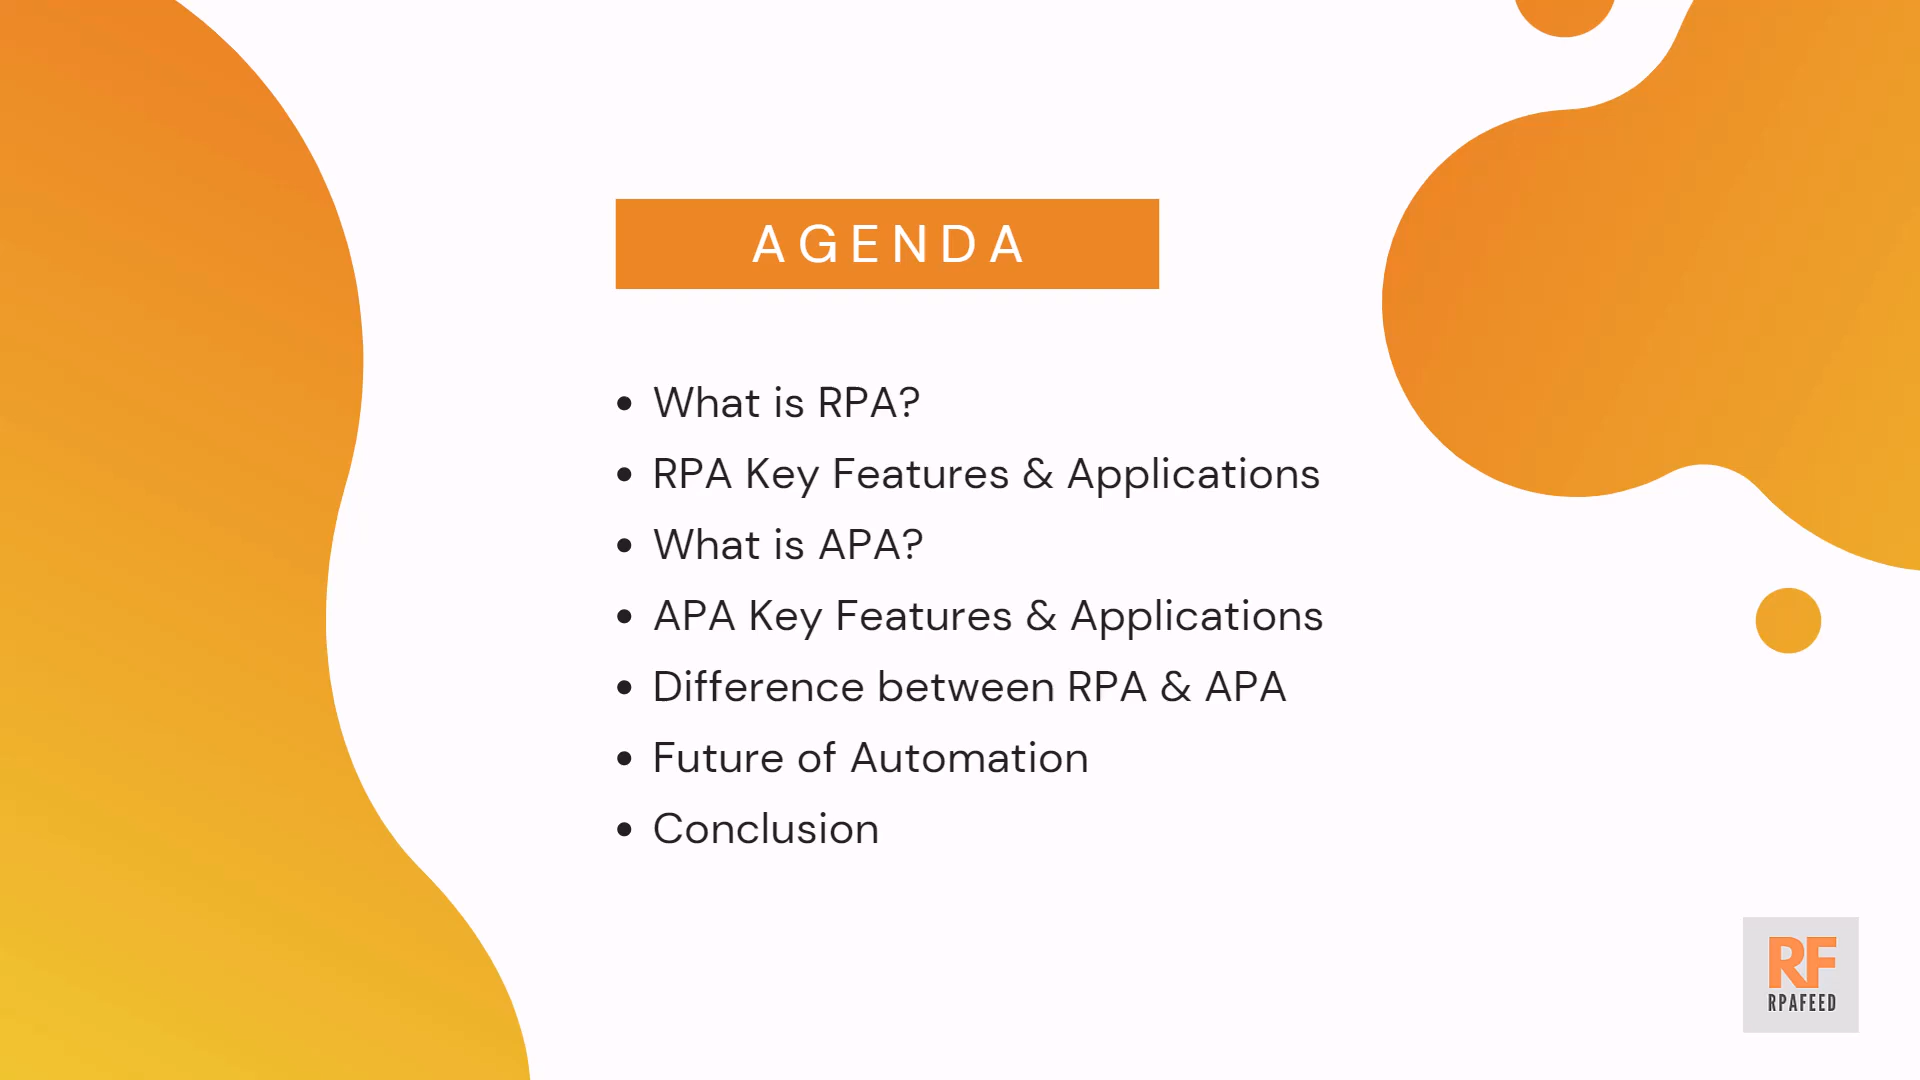 AGENDA
• What is RPA?
• RPA Key Features & Applications
• What is APA?
• APA Key Features & Applications
• Difference between RPA & APA
• Future of Automation
• Conclusion
RF
RPAFEED